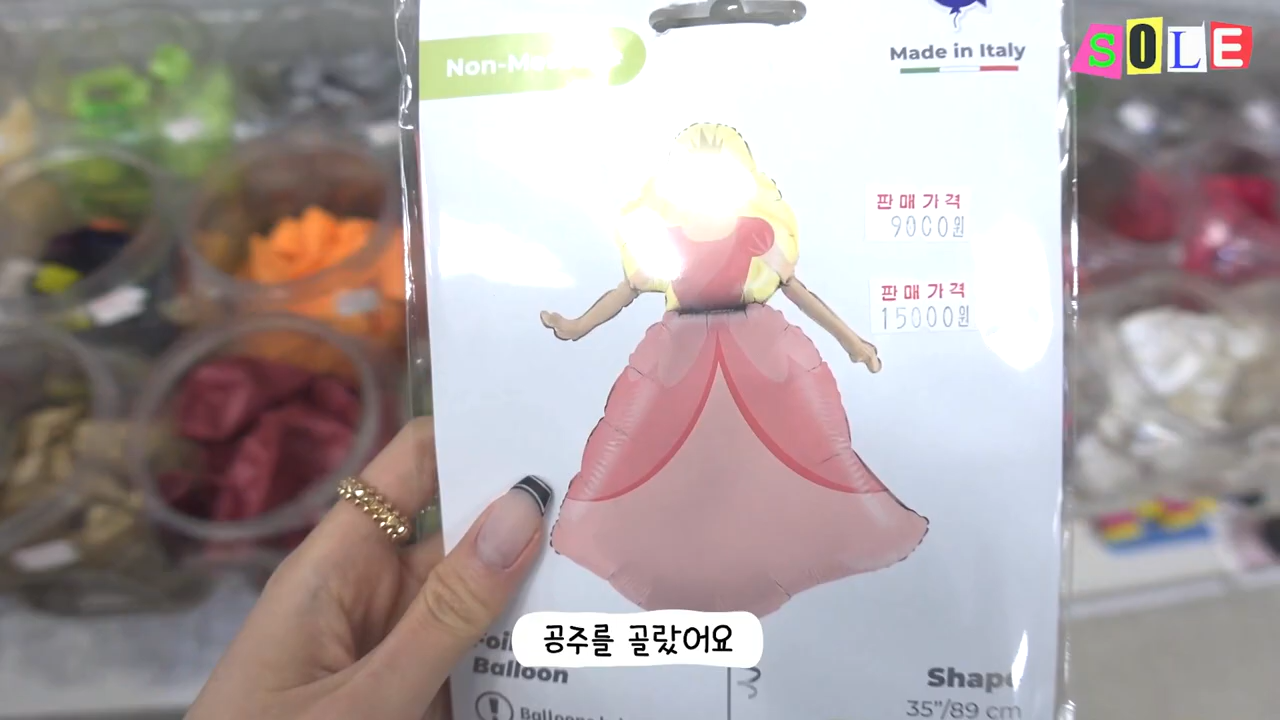 SOLE
Made in Italy
판매가격
9000원
판매가격
15000원
공주를 골랐어요
Balloon
Shape
35"/89 cm